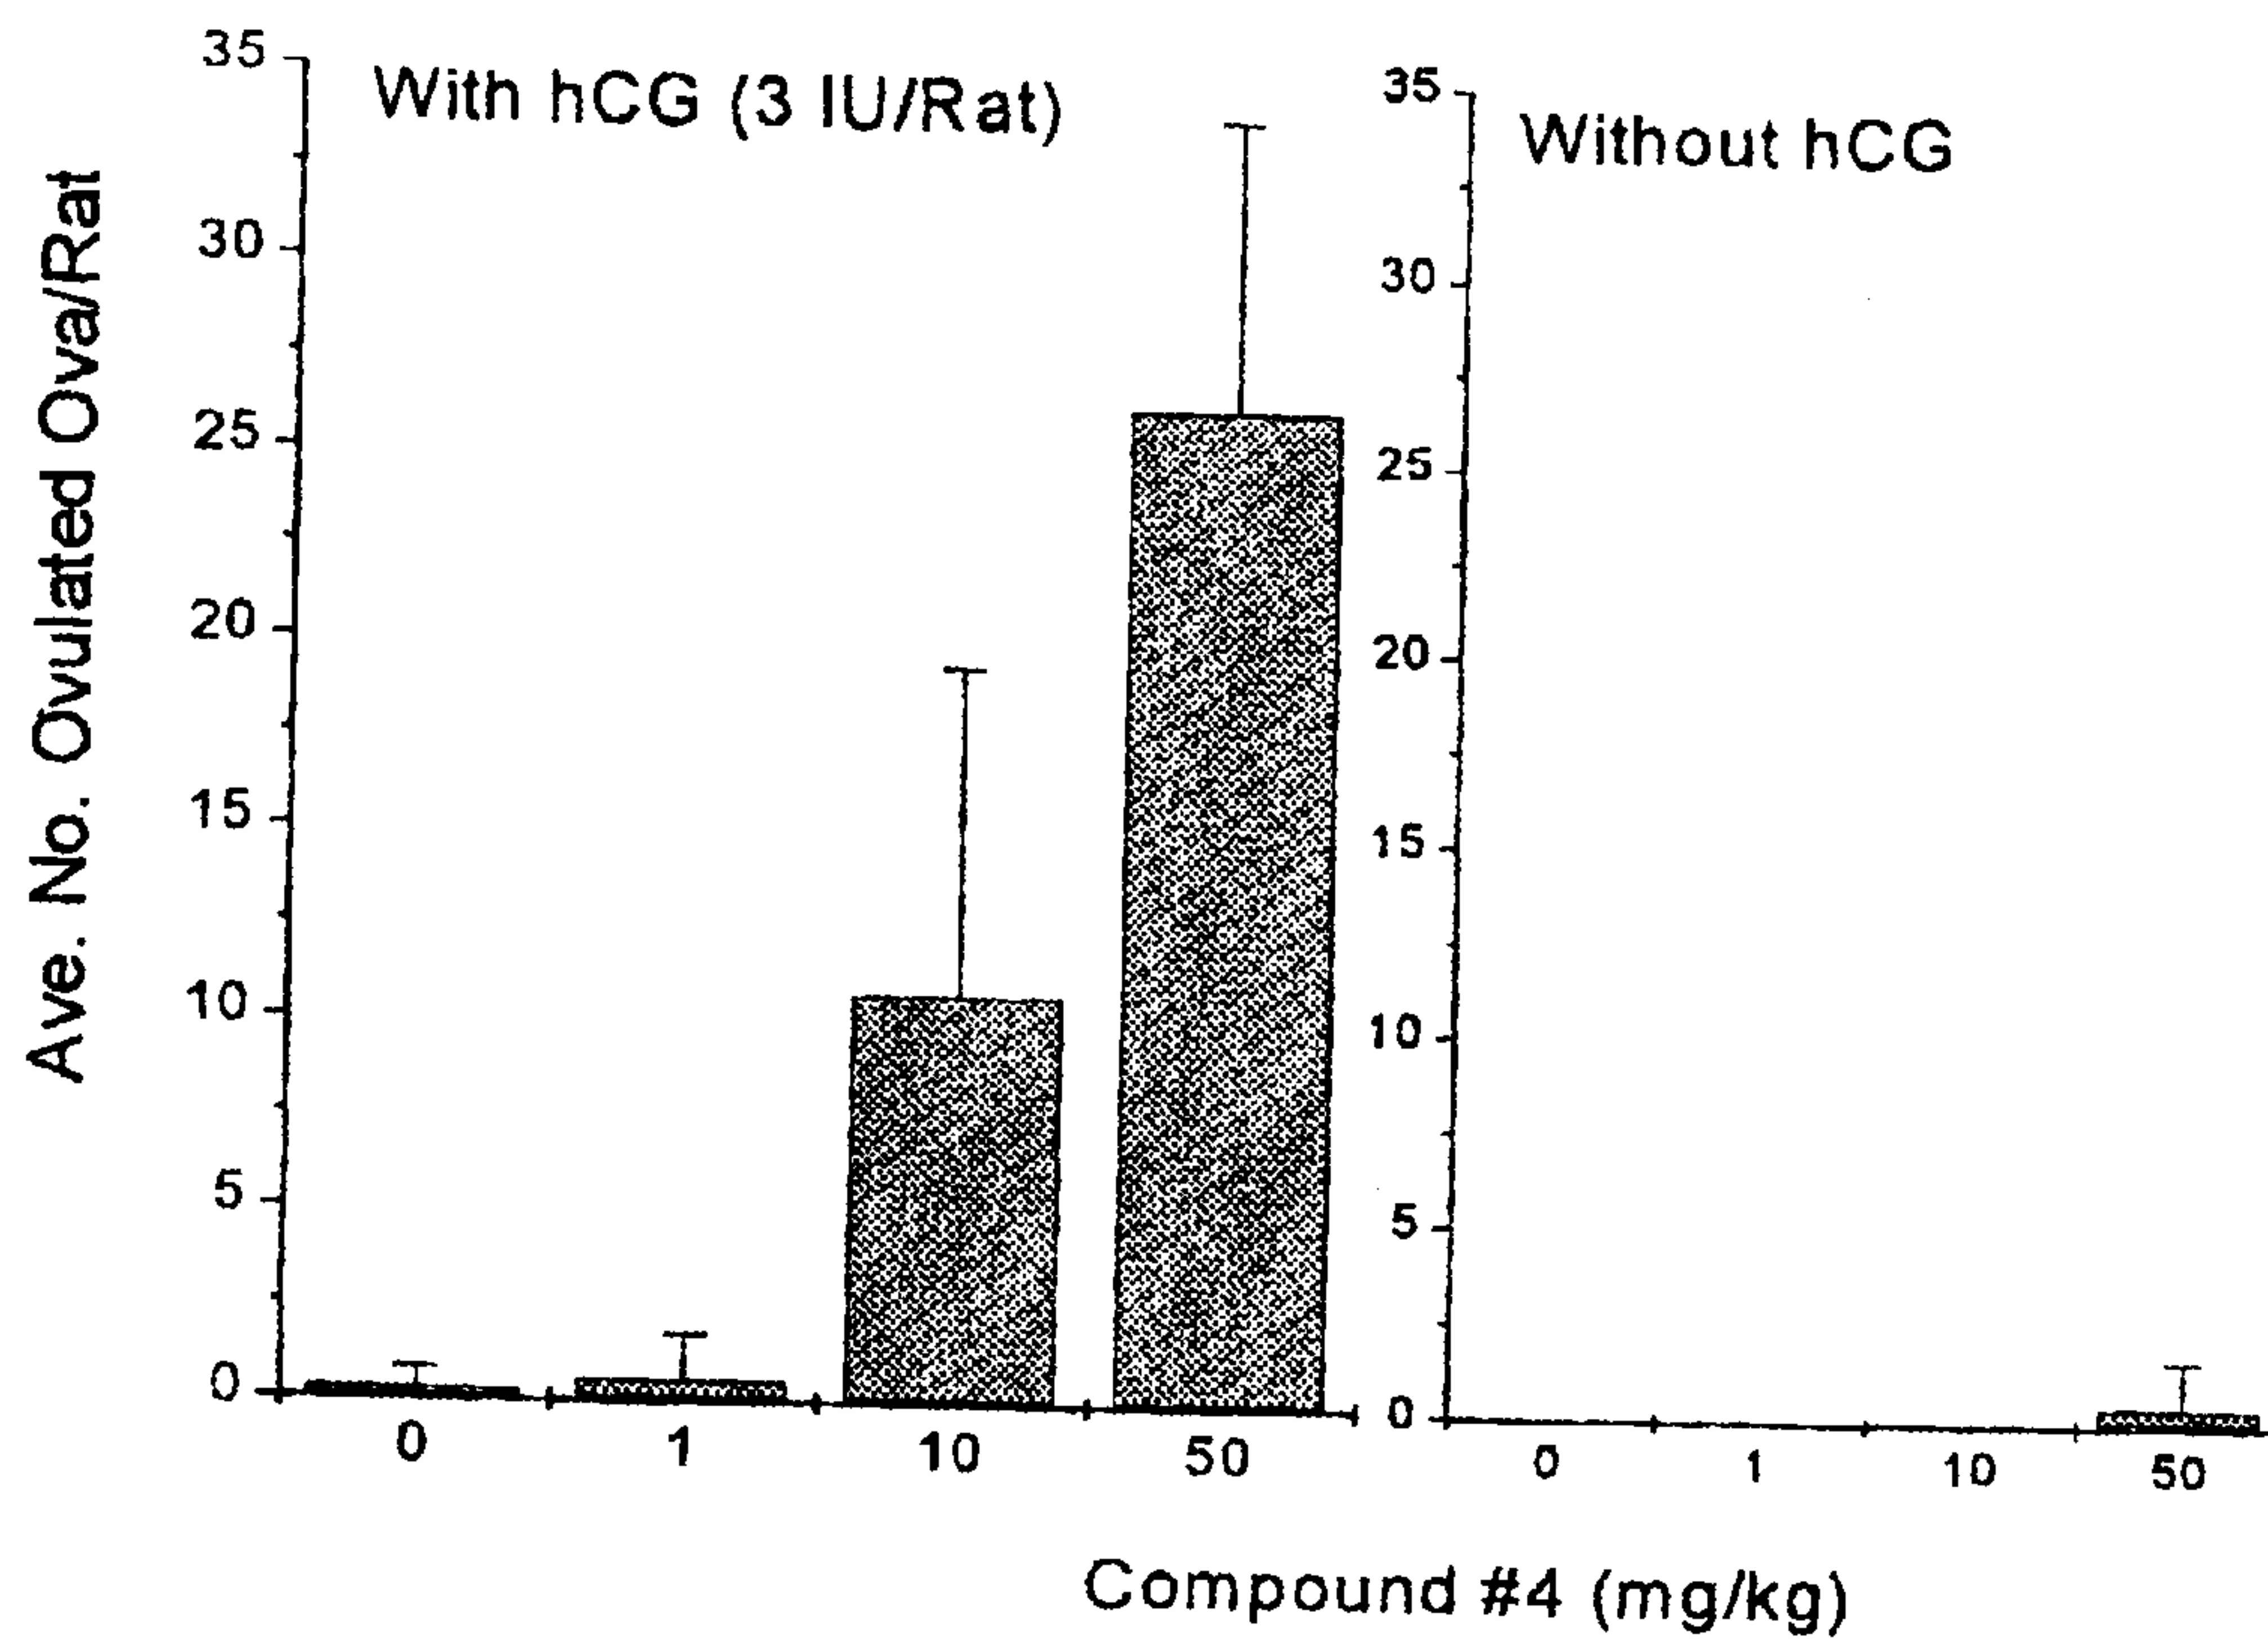 With hCG (3 IU/Rat)
Ave. No. Ovulated Ova/Rat
35
30
25
20
15
10
5
0
0 1 10 50
Without hCG
35
30
25
20
15
10
5
0
0 1 10 50
Compound #4 (mg/kg)